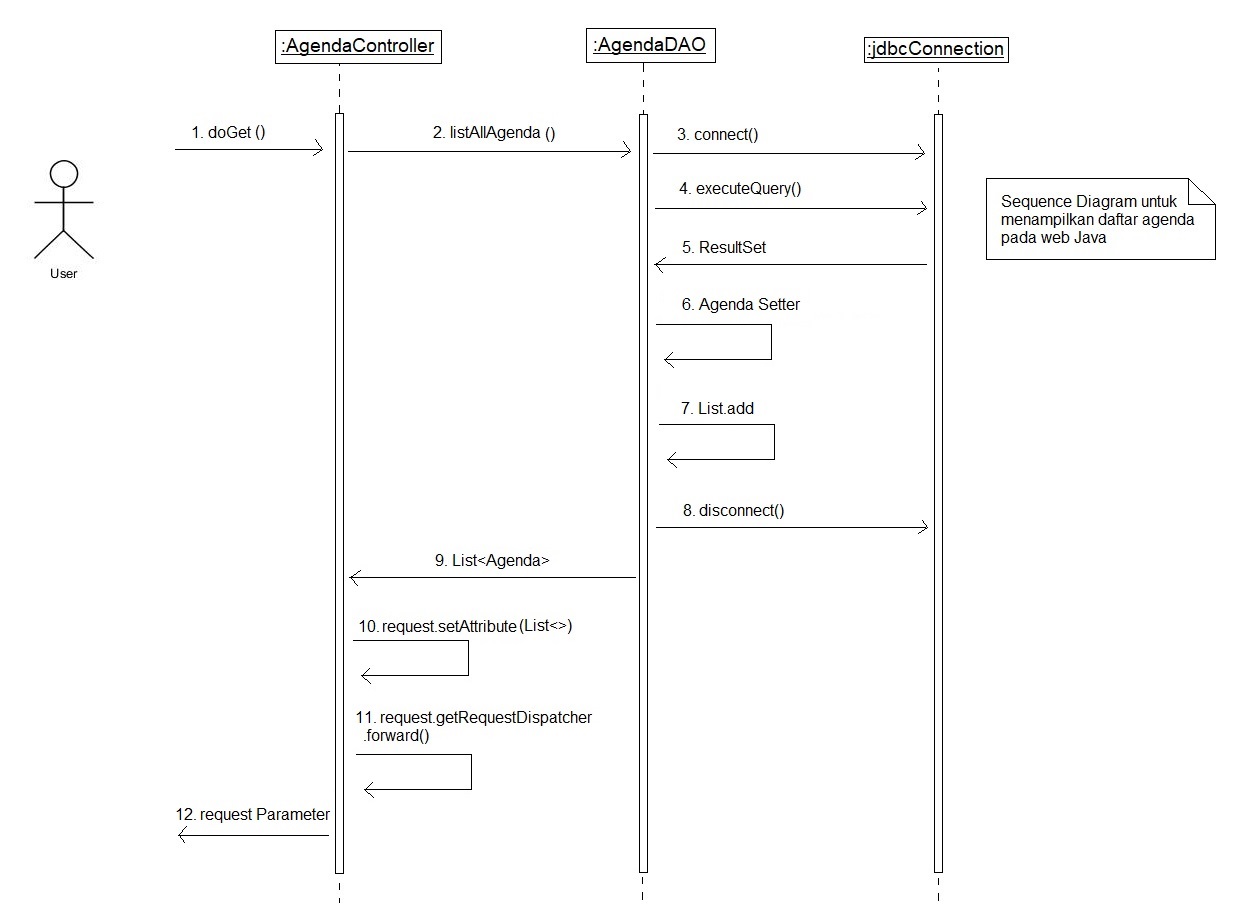 :AgendaController
:AgendaDAO
:jdbcConnection
1. doGet ()
2. listAllAgenda ()
3. connect()
4. executeQuery()
Sequence Diagram untuk
menampilkan daftar agenda
pada web Java
5. ResultSet
User
6. Agenda Setter
7. List.add
8. disconnect()
9. List<Agenda>
10. request.setAttribute (List<>)
11. request.getRequestDispatcher
.forward()
12. request Parameter